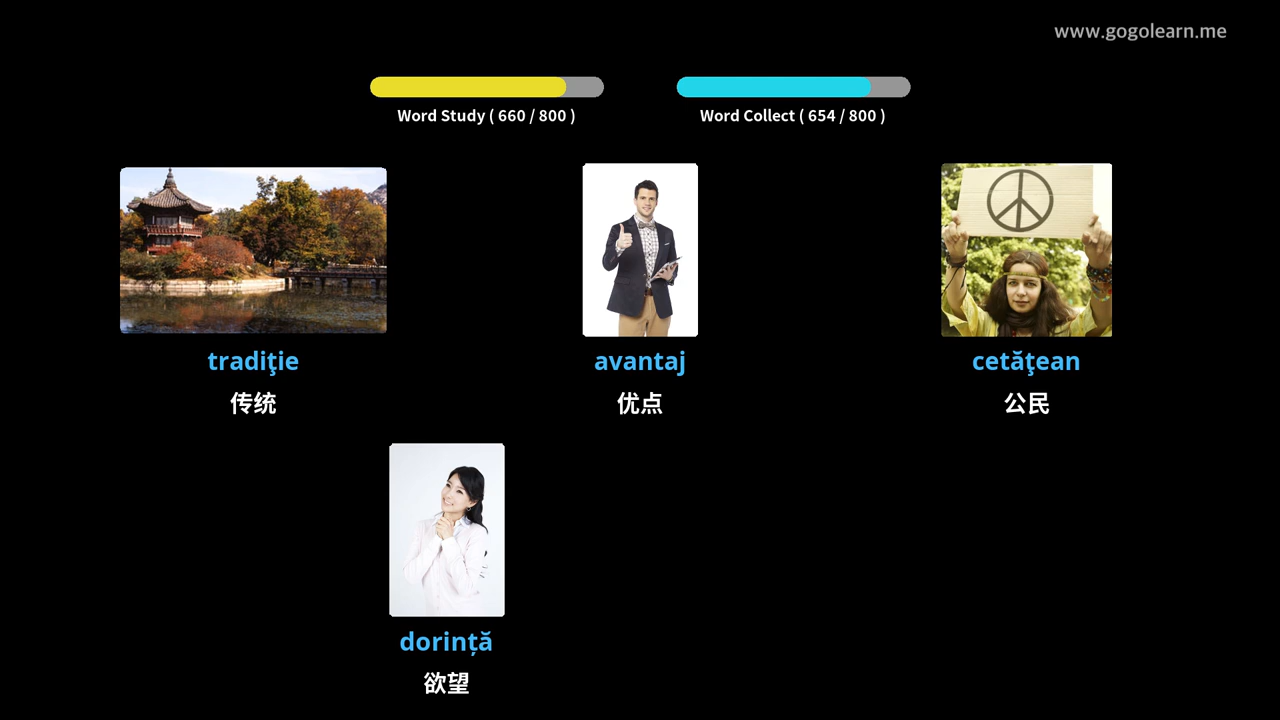 www.gogolearn.me
Word Study ( 660 / 800 )
Word Collect ( 654 / 800 )
tradiţie
avantaj
cetăţean
传统
优点
公民
dorință
欲望